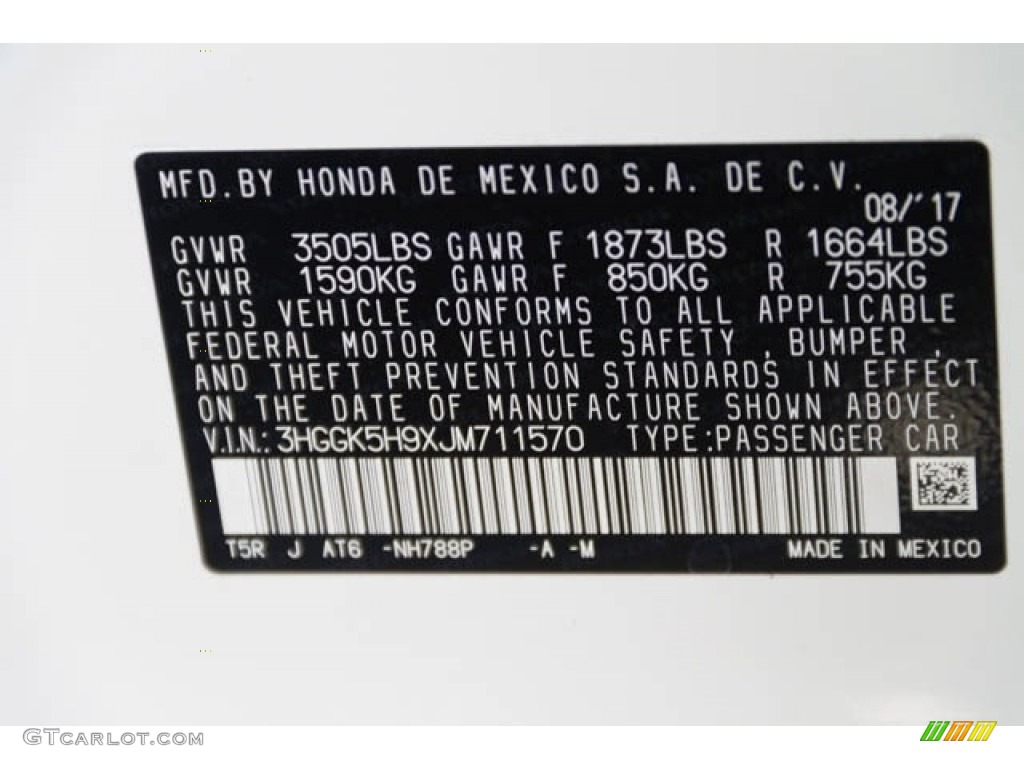 MFD.BY HONDA DE MEXICO S.A. DE C.V.
08/'17
GVWR 3505LBS GAWR F 1873LBS R 1664LBS
GVWR 1590KG GAWR F 850KG R 755KG
THIS VEHICLE CONFORMS TO ALL APPLICABLE
FEDERAL MOTOR VEHICLE SAFETY , BUMPER ,
AND THEFT PREVENTION STANDARDS IN EFFECT
ON THE DATE OF MANUFACTURE SHOWN ABOVE.
V.I.N.:3HGGK5H9XJM711570 TYPE:PASSENGER CAR
T5R J AT6 -NH788P -A -M MADE IN MEXICO
GTCARLOT.COM